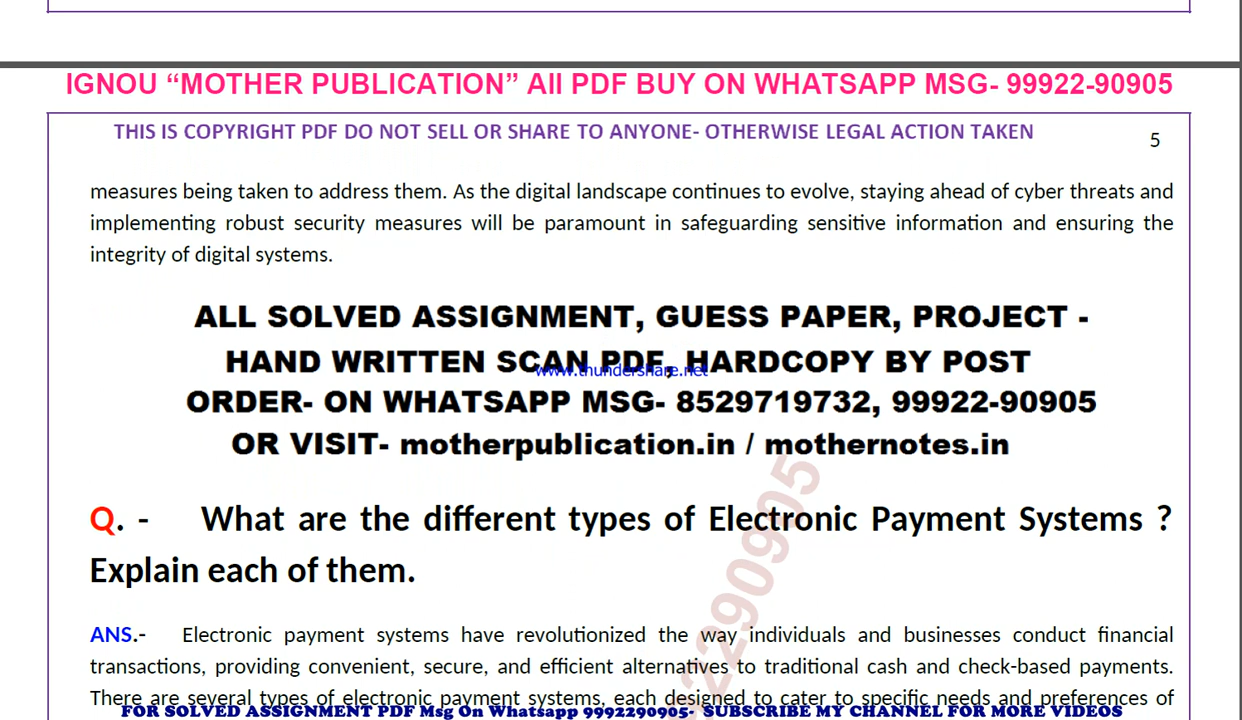 IGNOU “MOTHER PUBLICATION” All PDF BUY ON WHATSAPP MSG- 99922-90905
THIS IS COPYRIGHT PDF DO NOT SELL OR SHARE TO ANYONE- OTHERWISE LEGAL ACTION TAKEN
5
measures being taken to address them. As the digital landscape continues to evolve, staying ahead of cyber threats and
implementing robust security measures will be paramount in safeguarding sensitive information and ensuring the
integrity of digital systems.
ALL SOLVED ASSIGNMENT, GUESS PAPER, PROJECT -
HAND WRITTEN SCAN PDF, HARDCOPY BY POST
www.thundershare.net
ORDER- ON WHATSAPP MSG- 8529719732, 99922-90905
OR VISIT- motherpublication.in / mothernotes.in
Q. - What are the different types of Electronic Payment Systems ?
Explain each of them.
ANS.- Electronic payment systems have revolutionized the way individuals and businesses conduct financial
transactions, providing convenient, secure, and efficient alternatives to traditional cash and check-based payments.
There are several types of electronic payment systems, each designed to cater to specific needs and preferences of
FOR SOLVED ASSIGNMENT PDF Msg On Whatsapp 9992290905- SUBSCRIBE MY CHANNEL FOR MORE VIDEOS